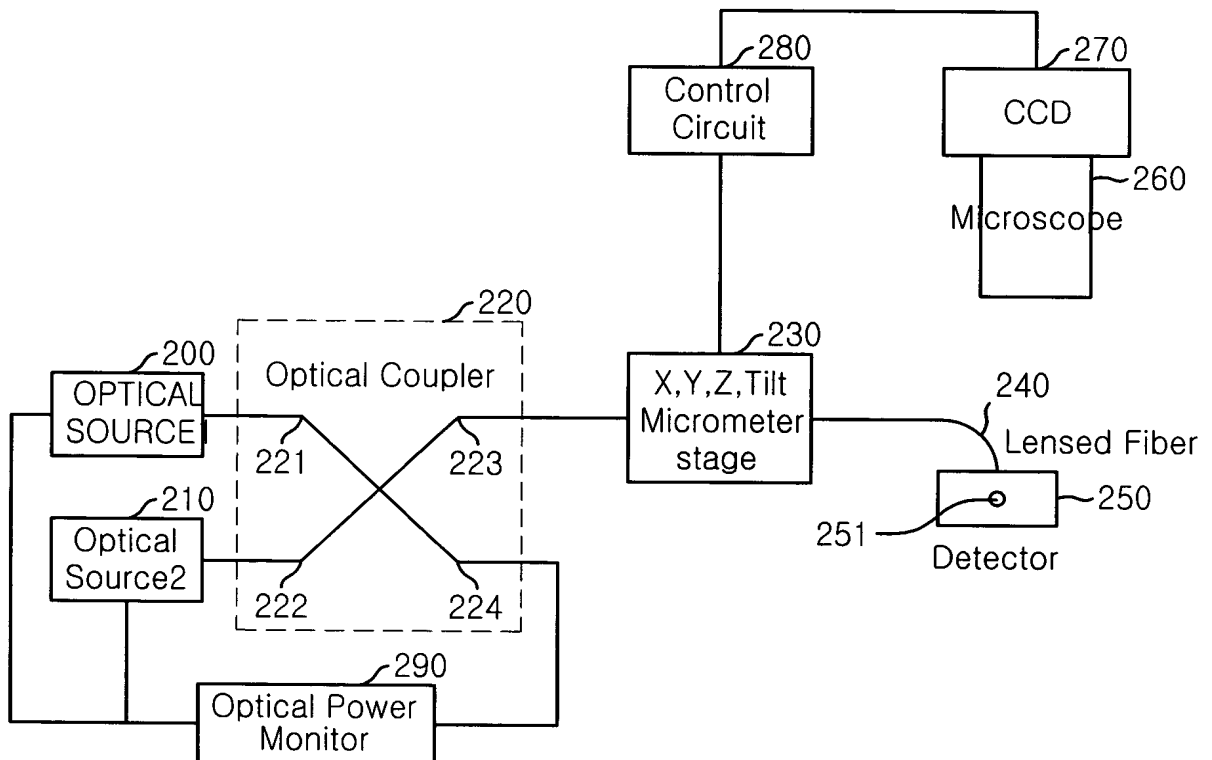 280
Control
Circuit
270
CCD
260
Microscope
220
Optical Coupler
200
OPTICAL
SOURCE1
221
223
230
X,Y,Z,Tilt
Micrometer
stage
240
Lensed Fiber
250
251
Detector
210
Optical
Source2
222
224
290
Optical Power
Monitor